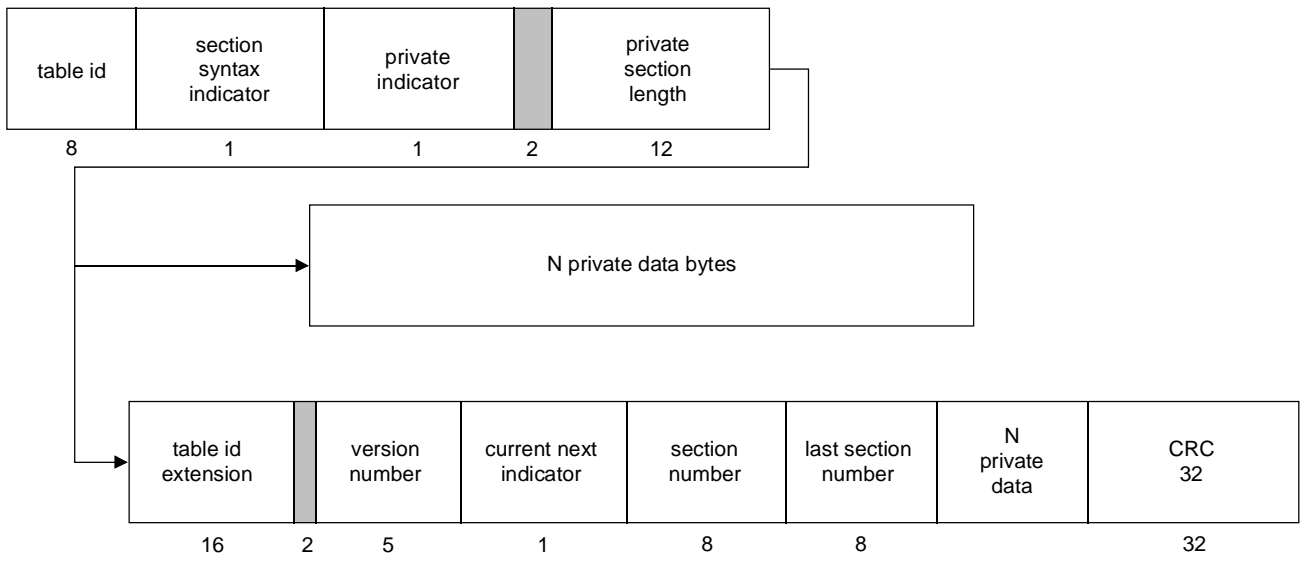 table id
section
syntax
indicator
private
indicator
private
section
length
8
1
1
2
12
N private data bytes
table id
extension
version
number
current next
indicator
section
number
last section
number
N
private
data
CRC
32
16
2
5
1
8
8
32